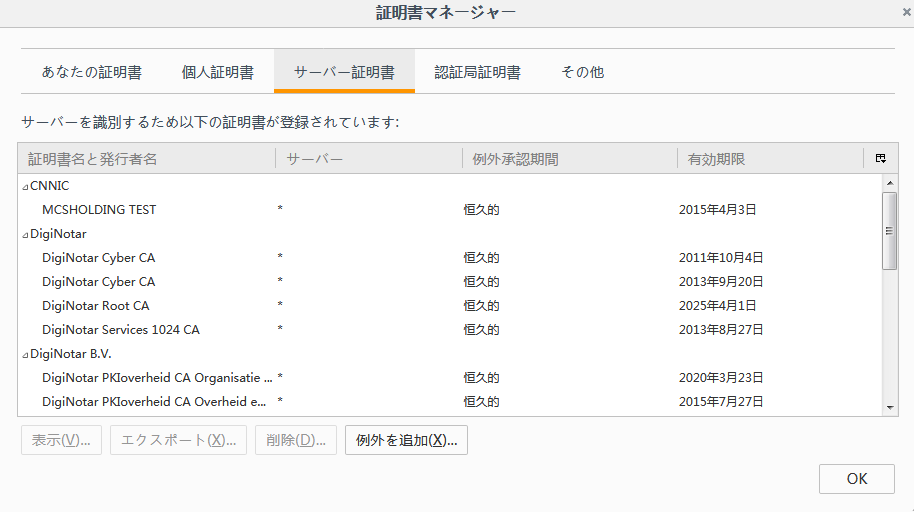 証明書マネージャー
あなたの証明書 個人証明書 サーバー証明書 認証局証明書 その他
サーバーを識別するため以下の証明書が登録されています:
証明書名と発行者名 サーバー 例外承認期間 有効期限
CNNIC
MCSHOLDING TEST * 恒久的 2015年4月3日
DigiNotar
DigiNotar Cyber CA * 恒久的 2011年10月4日
DigiNotar Cyber CA * 恒久的 2013年9月20日
DigiNotar Root CA * 恒久的 2025年4月1日
DigiNotar Services 1024 CA * 恒久的 2013年8月27日
DigiNotar B.V.
DigiNotar PKIoverheid CA Organisatie ... * 恒久的 2020年3月23日
DigiNotar PKIoverheid CA Overheid e... * 恒久的 2015年7月27日
表示(V)... エクスポート(X)... 削除(D)... 例外を追加(X)...
OK